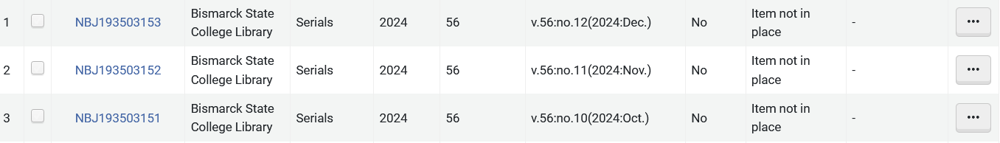 1 NBJ193503153 Bismarck State College Library Serials 2024 56 v.56:no.12(2024:Dec.) No Item not in place -
2 NBJ193503152 Bismarck State College Library Serials 2024 56 v.56:no.11(2024:Nov.) No Item not in place -
3 NBJ193503151 Bismarck State College Library Serials 2024 56 v.56:no.10(2024:Oct.) No Item not in place -